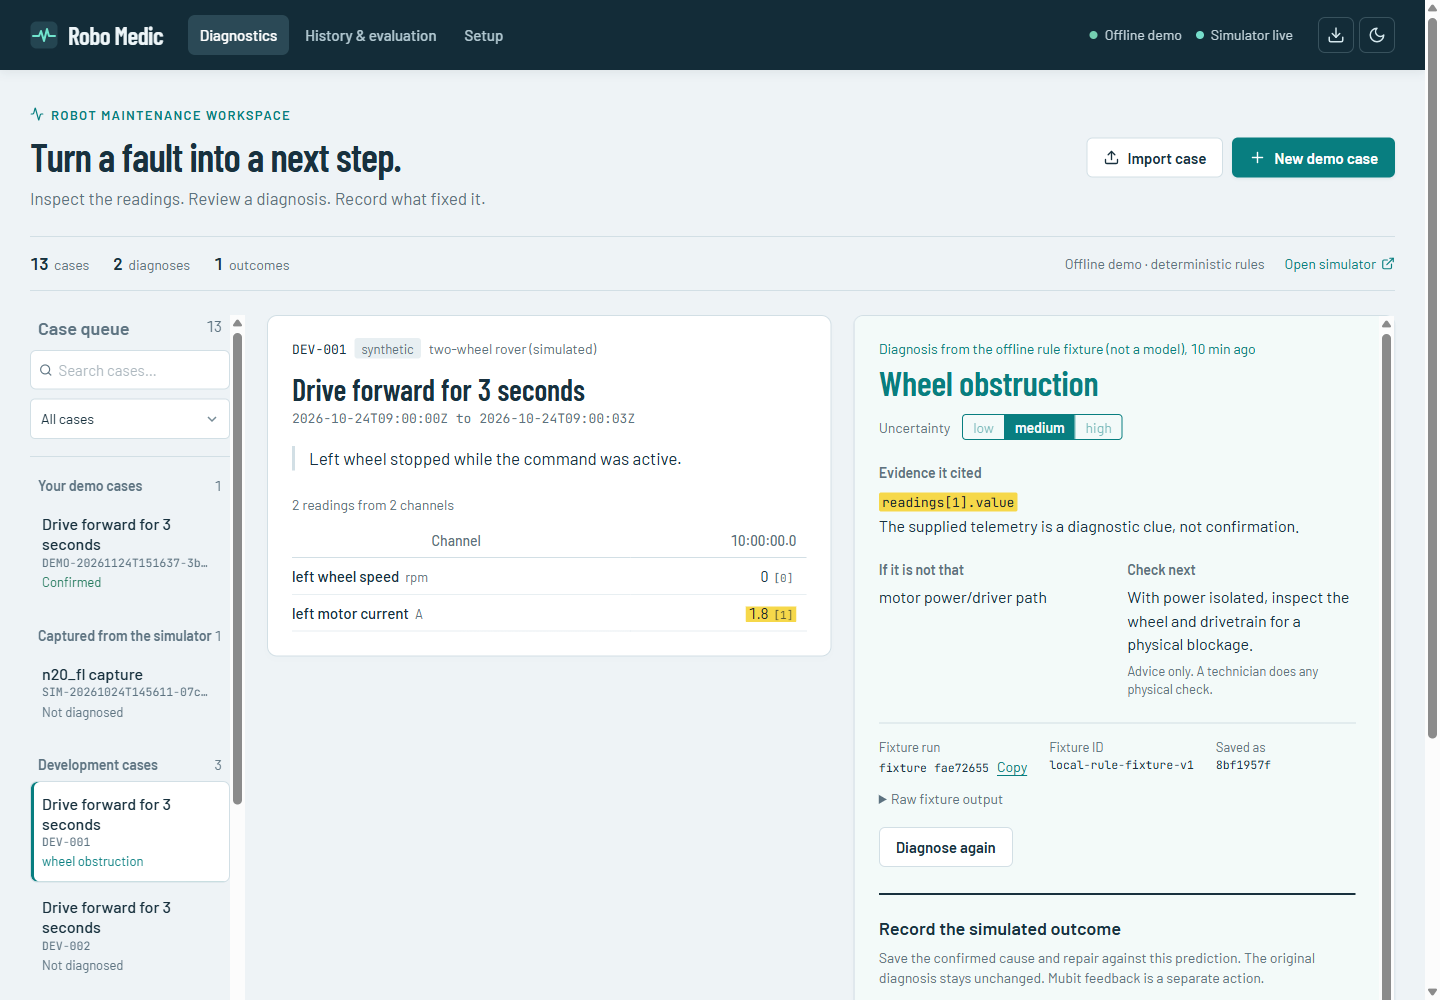 Robo Medic
Diagnostics
History & evaluation
Setup
Offline demo
Simulator live
ROBOT MAINTENANCE WORKSPACE
Turn a fault into a next step.
Inspect the readings. Review a diagnosis. Record what fixed it.
Import case
New demo case
13 cases
2 diagnoses
1 outcomes
Offline demo · deterministic rules
Open simulator
Case queue
13
Search cases...
All cases
Your demo cases
1
Drive forward for 3
seconds
DEMO-20261124T151637-3b…
Confirmed
Captured from the simulator
1
n20_fl capture
SIM-20261024T145611-07c…
Not diagnosed
Development cases
3
Drive forward for 3
seconds
DEV-001
wheel obstruction
Drive forward for 3
seconds
DEV-002
Not diagnosed
DEV-001
synthetic
two-wheel rover (simulated)
Drive forward for 3 seconds
2026-10-24T09:00:00Z to 2026-10-24T09:00:03Z
Left wheel stopped while the command was active.
2 readings from 2 channels
Channel
10:00:00.0
left wheel speed rpm
0 [0]
left motor current A
1.8 [1]
Diagnosis from the offline rule fixture (not a model), 10 min ago
Wheel obstruction
Uncertainty
low
medium
high
Evidence it cited
readings[1].value
The supplied telemetry is a diagnostic clue, not confirmation.
If it is not that
motor power/driver path
Check next
With power isolated, inspect the
wheel and drivetrain for a
physical blockage.
Advice only. A technician does any
physical check.
Fixture run
fixture fae72655 Copy
Fixture ID
local-rule-fixture-v1
Saved as
8bf1957f
Raw fixture output
Diagnose again
Record the simulated outcome
Save the confirmed cause and repair against this prediction. The original
diagnosis stays unchanged. Mubit feedback is a separate action.